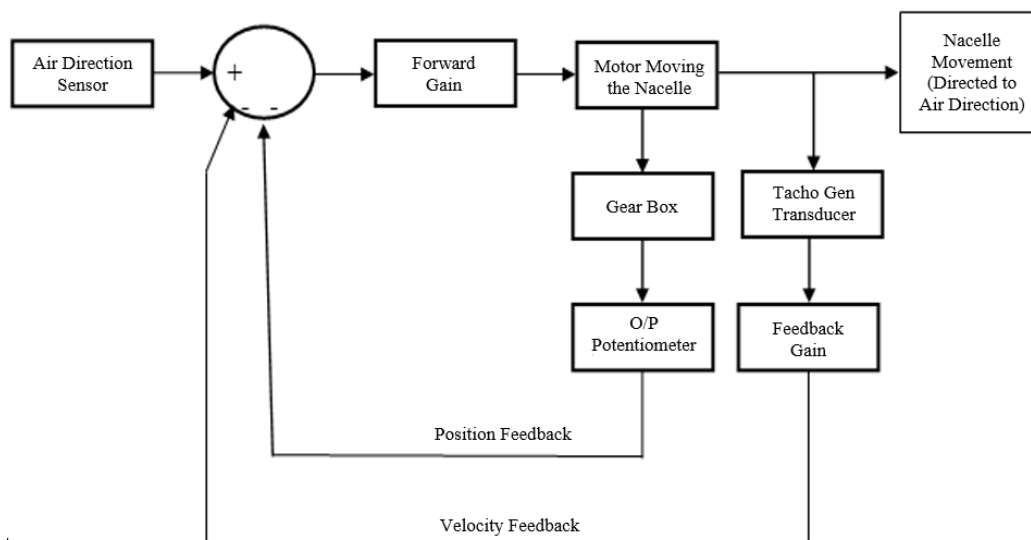 Air Direction
Sensor
+
- -
Forward
Gain
Motor Moving
the Nacelle
Nacelle
Movement
(Directed to
Air Direction)
Gear Box
Tacho Gen
Transducer
O/P
Potentiometer
Feedback
Gain
Position Feedback
Velocity Feedback